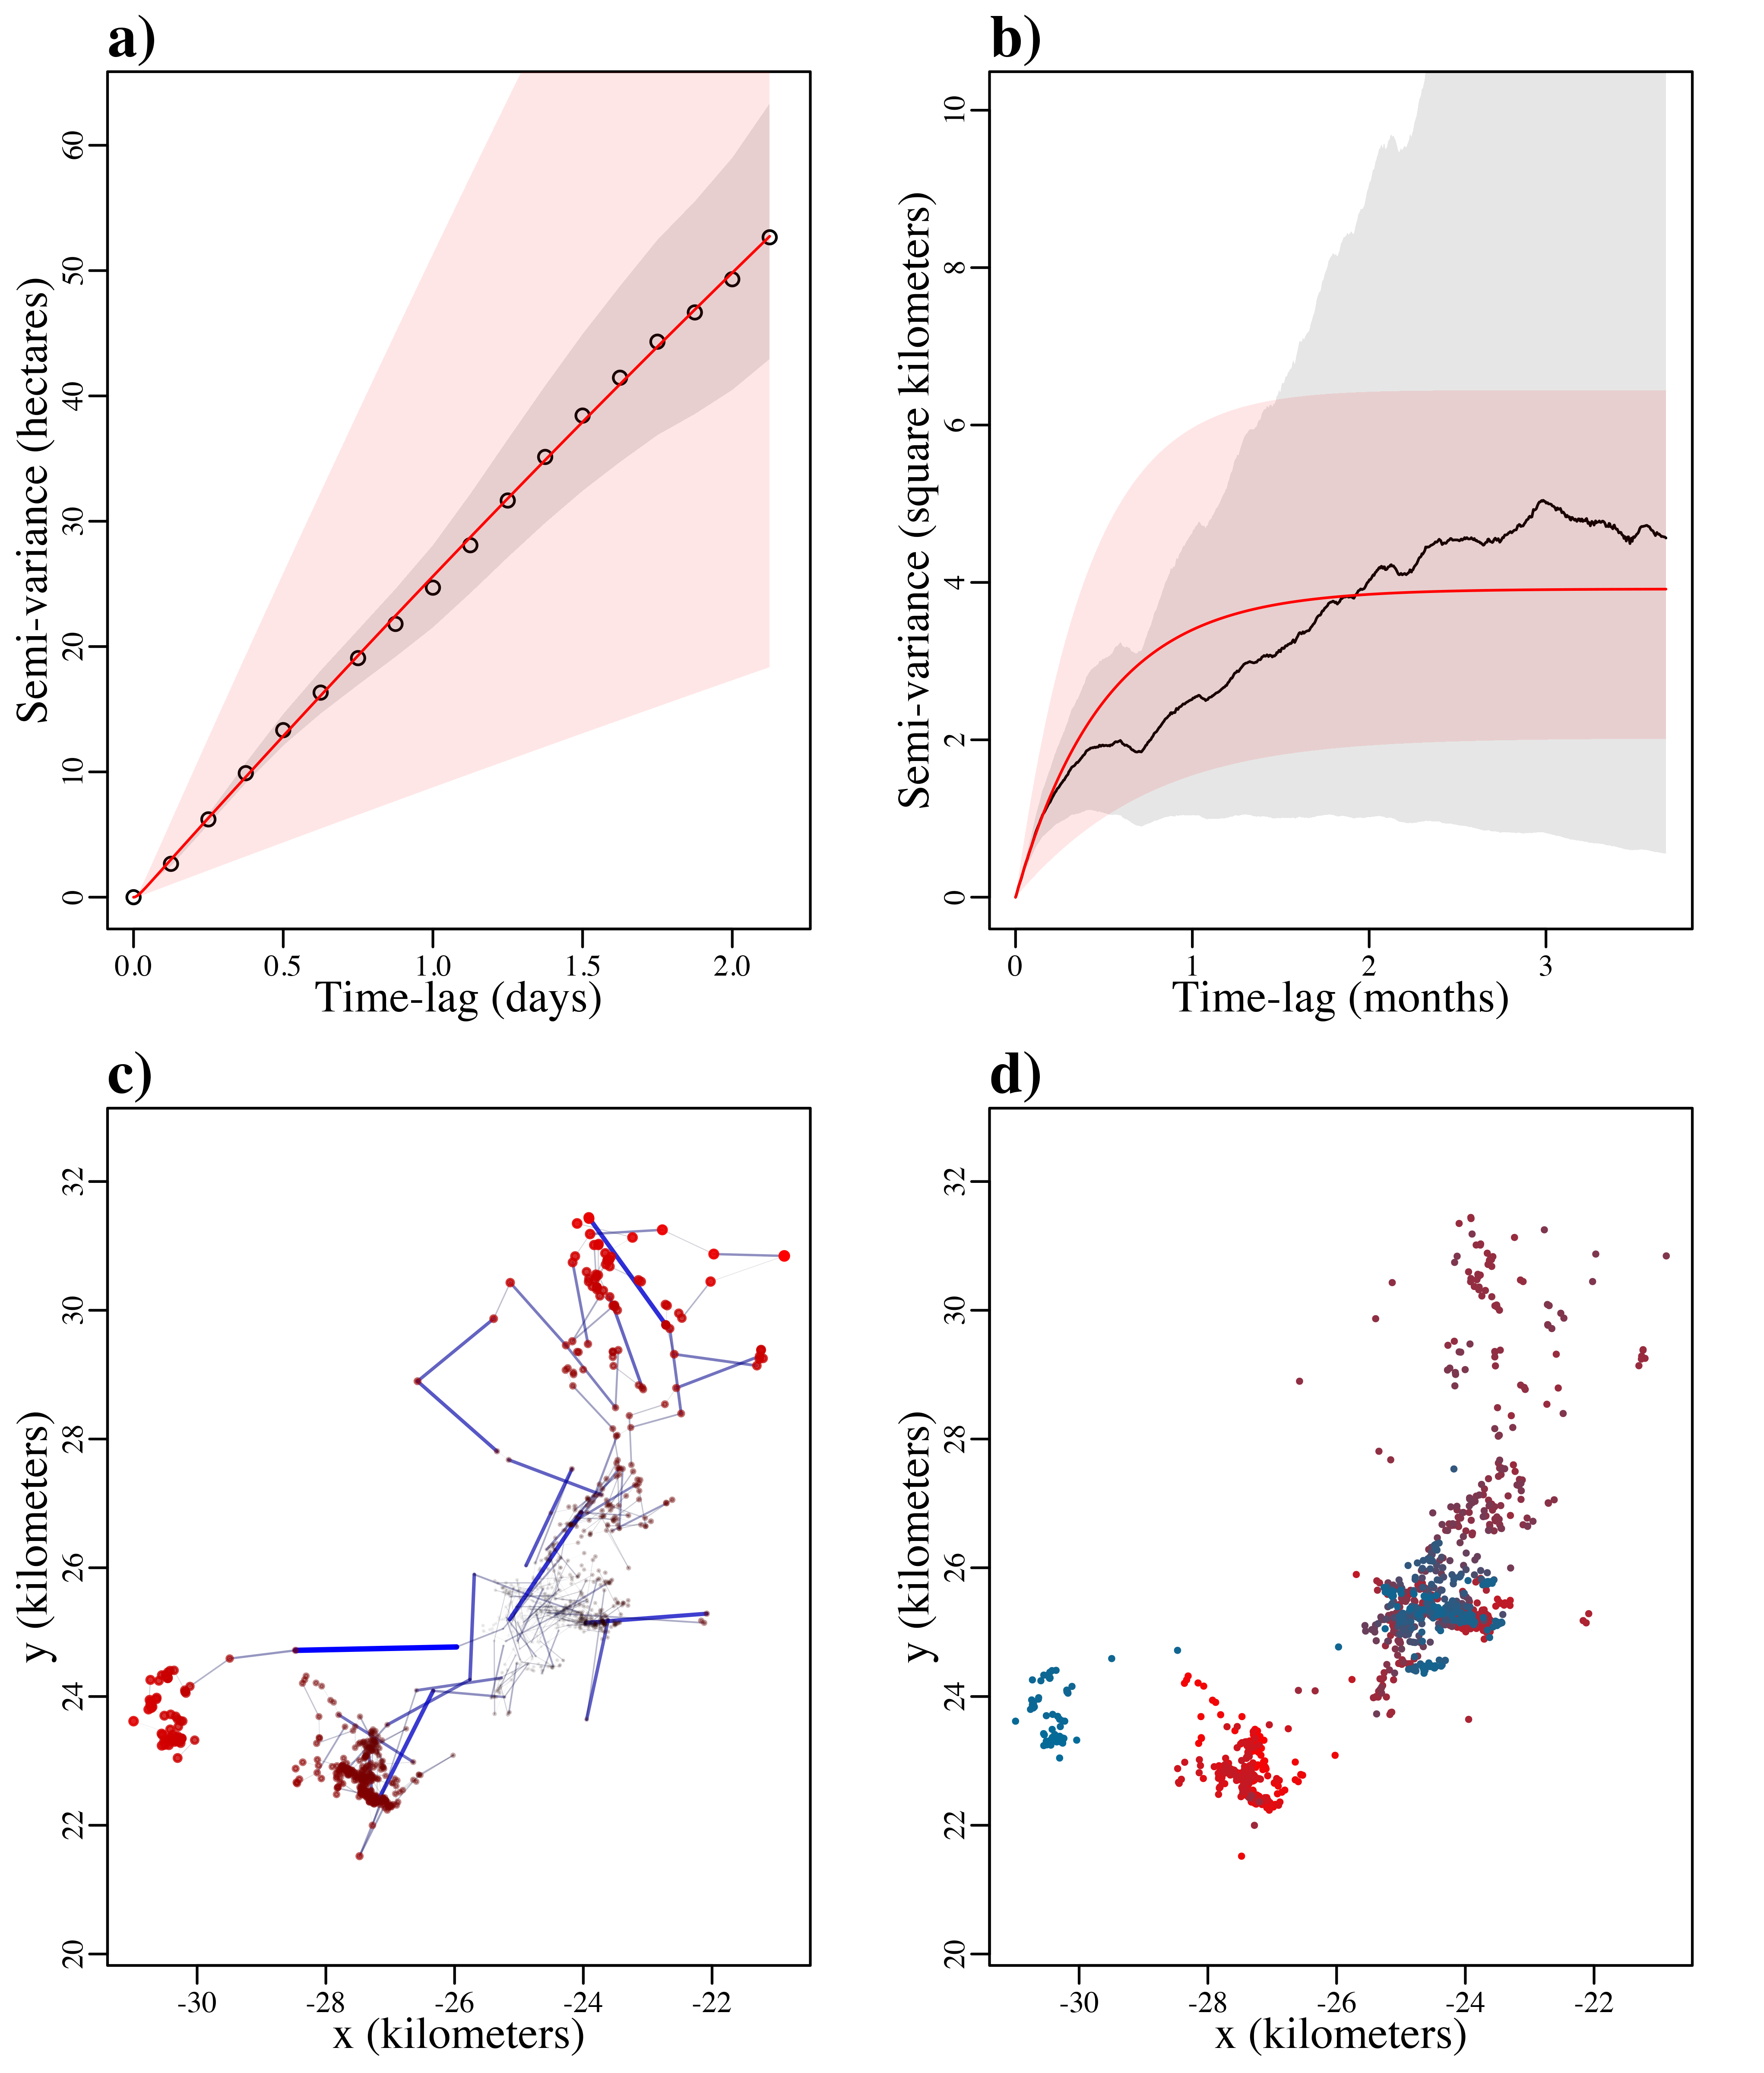 a)
Semi-variance (hectares)
0 10 20 30 40 50 60
0.0 0.5 1.0 1.5 2.0
Time-lag (days)
b)
Semi-variance (square kilometers)
0 2 4 6 8 10
0 1 2 3
Time-lag (months)
c)
y (kilometers)
20 22 24 26 28 30 32
-30 -28 -26 -24 -22
x (kilometers)
d)
y (kilometers)
20 22 24 26 28 30 32
-30 -28 -26 -24 -22
x (kilometers)